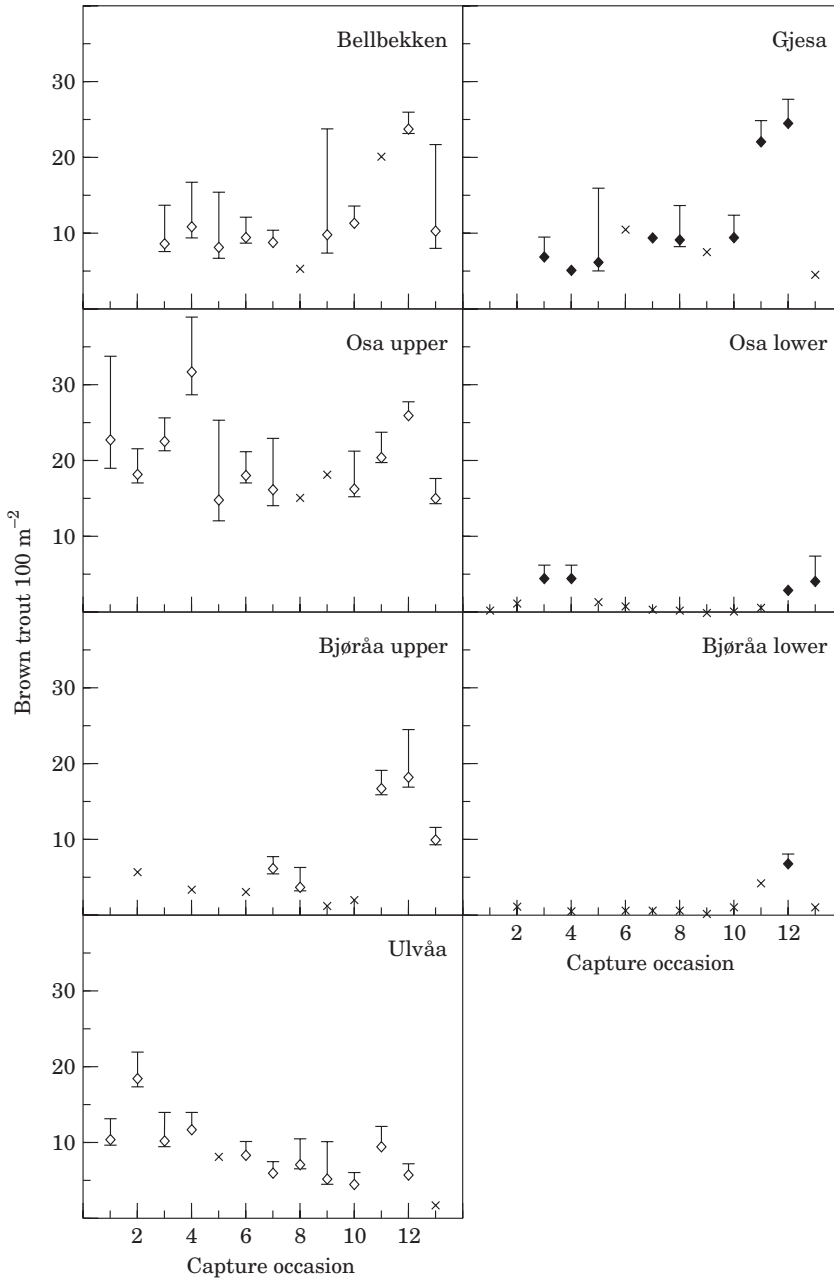 Bellbekken
Gjesa
40
30
20
10
Osa upper
Osa lower
30
20
10
Brown trout 100 m⁻²
Bjøråa upper
Bjøråa lower
30
20
10
2 4 6 8 10 12
Capture occasion
Ulvåa
30
20
10
2 4 6 8 10 12
Capture occasion